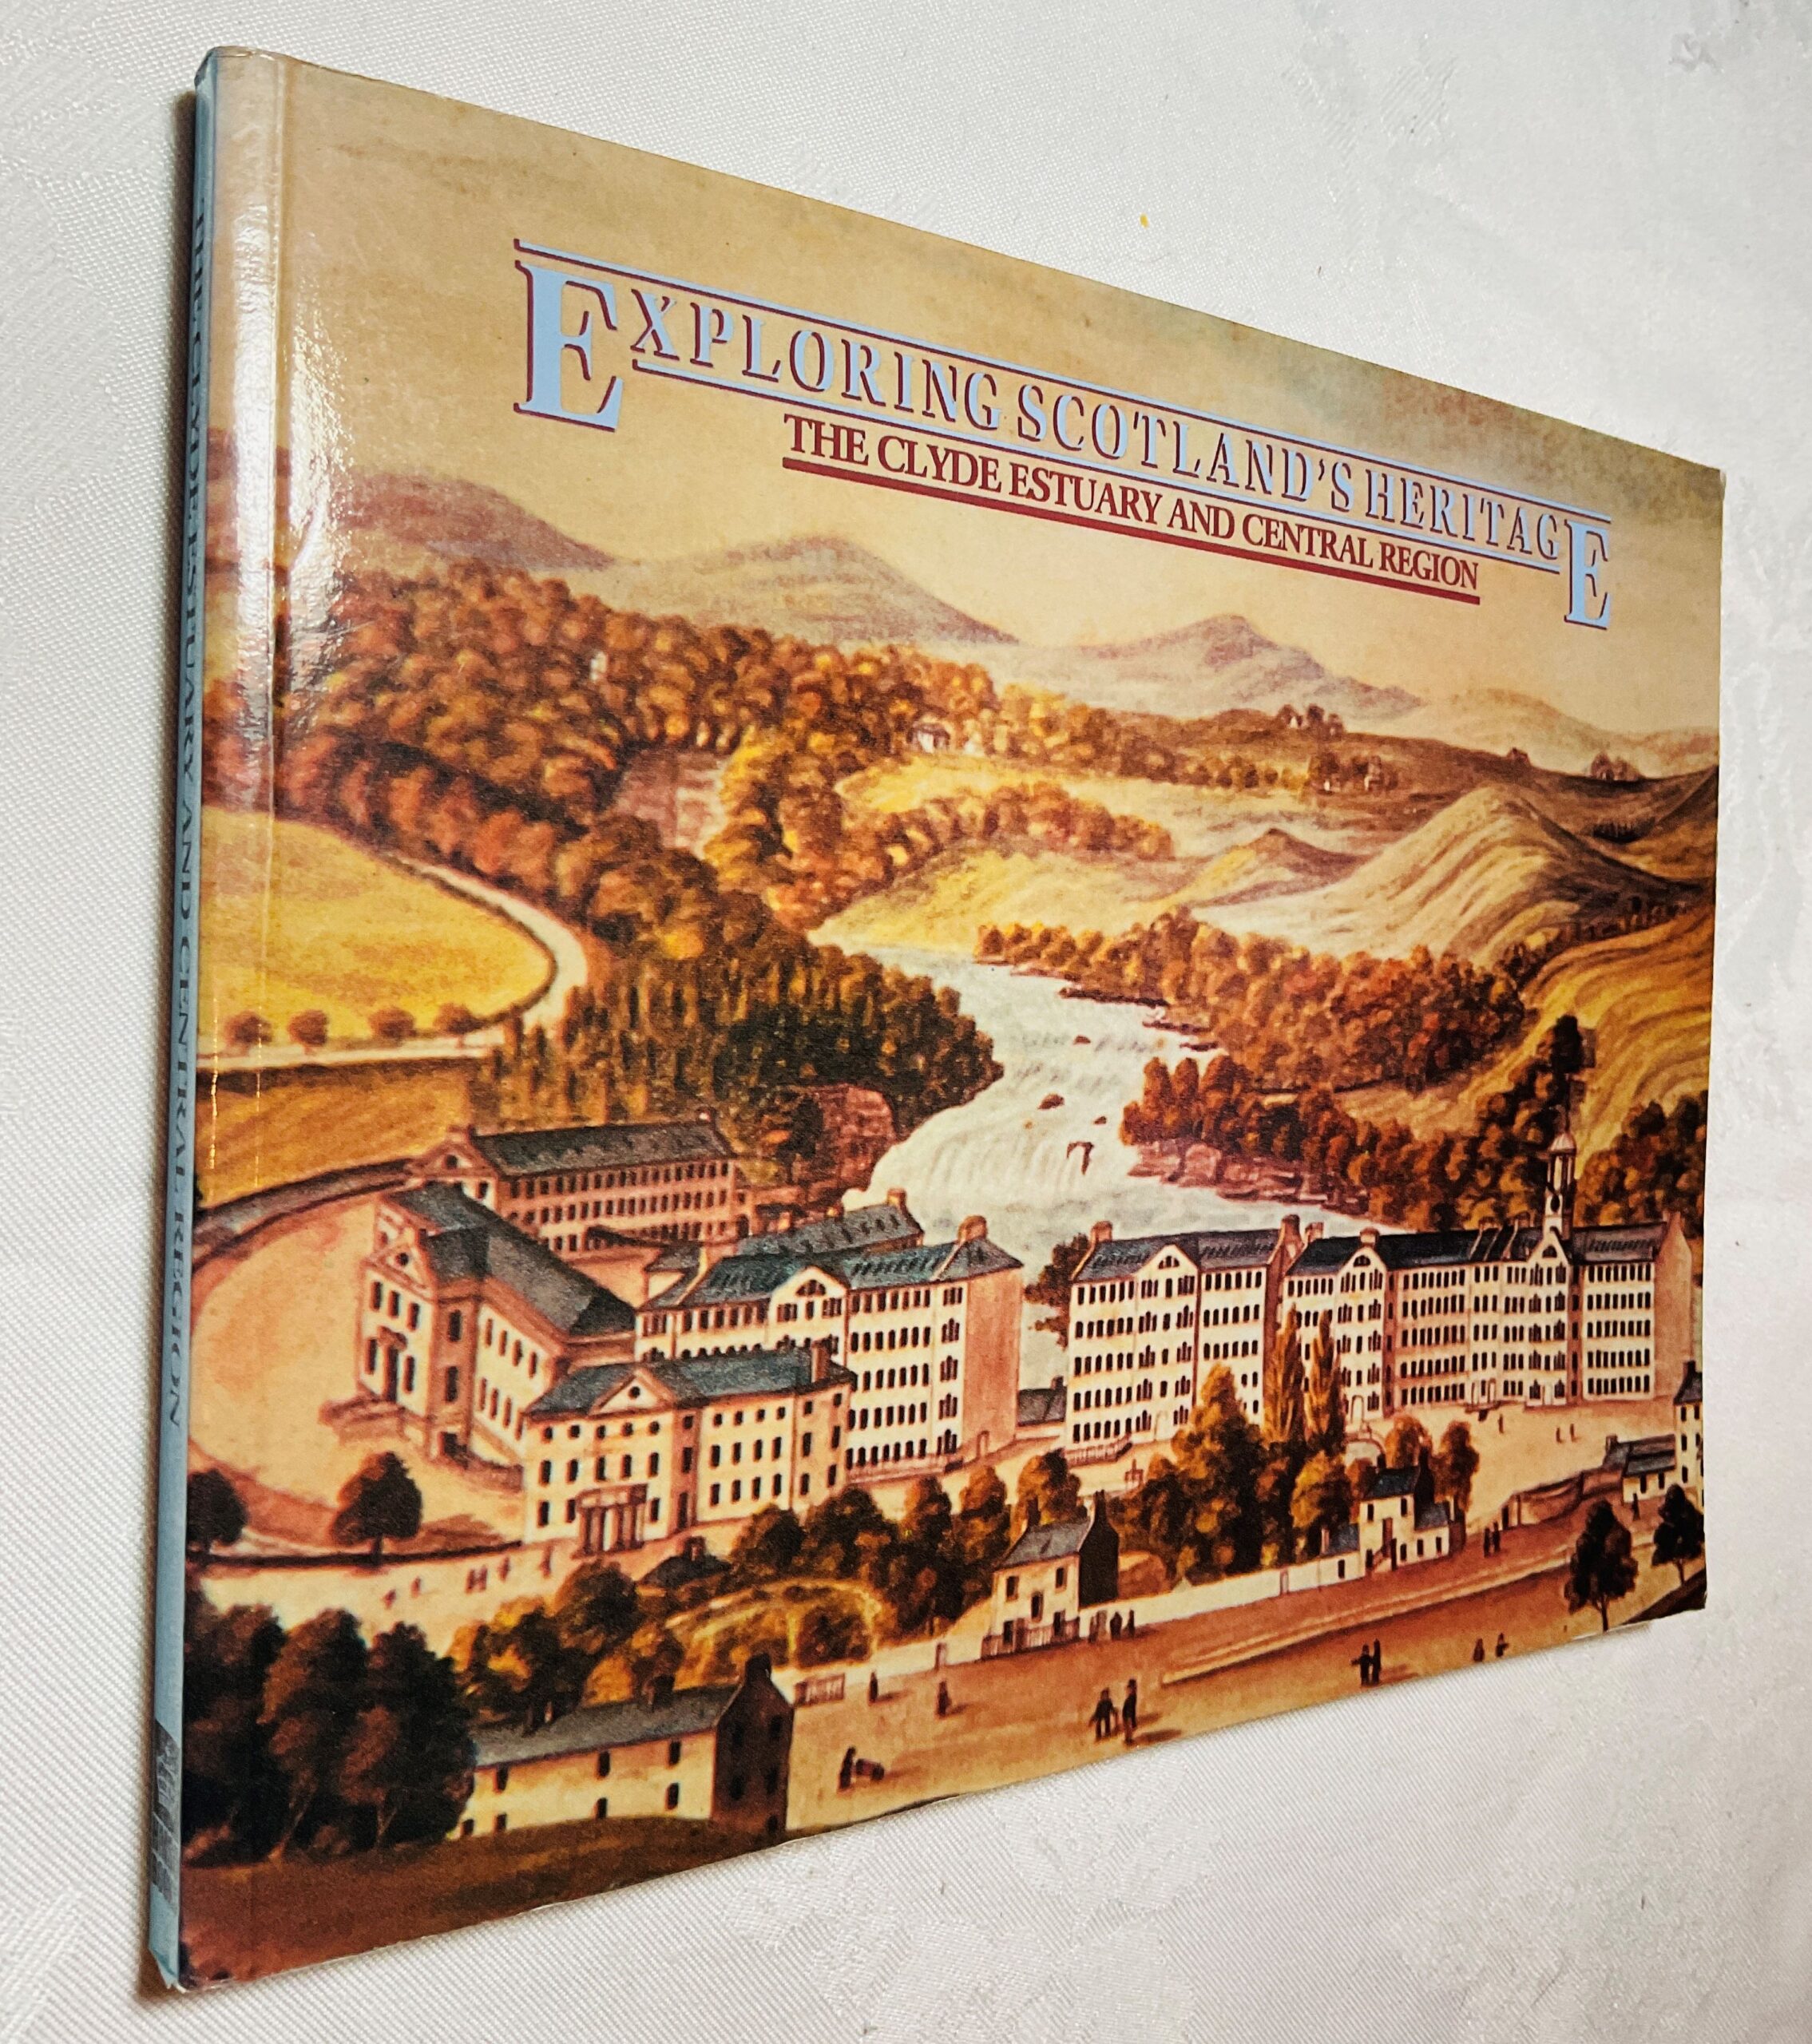 EXPLORING SCOTLAND'S HERITAGE
THE CLYDE ESTUARY AND CENTRAL REGION
THE CLYDE ESTUARY AND CENTRAL REGION